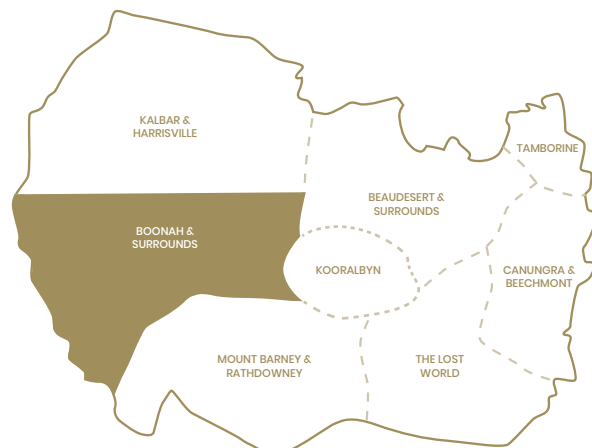 KALBAR &
HARRISVILLE
TAMBORINE
BEAUDESERT &
SURROUNDS
BOONAH &
SURROUNDS
KOORALBYN
CANUNGRA &
BEECHMONT
MOUNT BARNEY &
RATHDOWNEY
THE LOST
WORLD